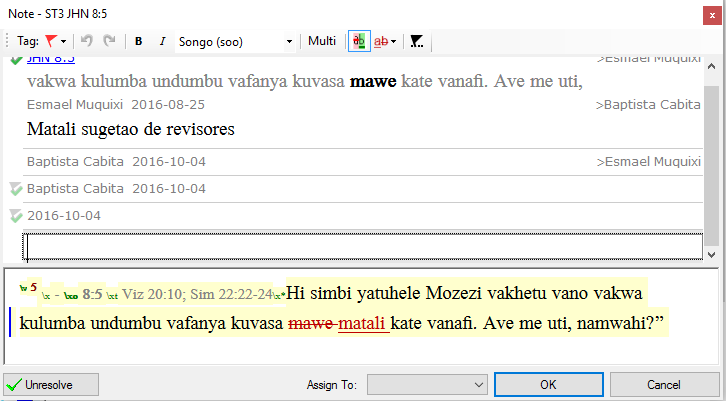 Note - ST3 JHN 8:5
Tag: B I Songo (soo) Multi ab ab
JHN 8:5 >Esmael Muquixi
vakwa kulumba undumbu vafanya kuvasa mawe kate vanafi. Ave me uti,
Esmael Muquixi 2016-08-25 >Baptista Cabita
Matali sugetao de revisores
Baptista Cabita 2016-10-04 >Esmael Muquixi
Baptista Cabita 2016-10-04
2016-10-04
\v 5 \x - \xo 8:5 \xt Viz 20:10; Sim 22:22-24\x*Hi simbi yatuhele Mozezi vakhetu vano vakwa
kulumba undumbu vafanya kuvasa mawe matali kate vanafi. Ave me uti, namwahi?”
Unresolve Assign To: OK Cancel